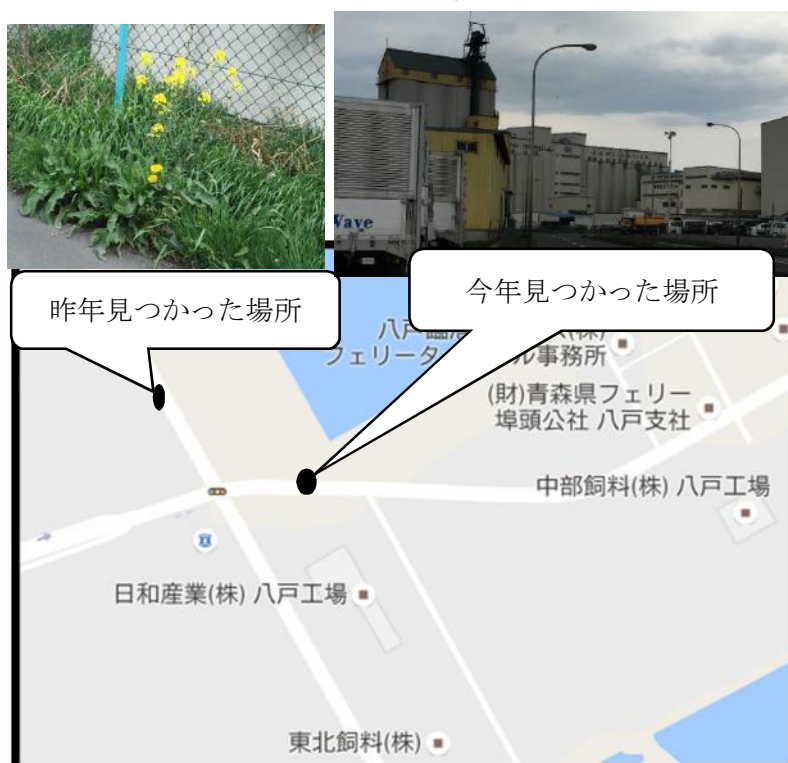 Wave
昨年見つかった場所
今年見つかった場所
八戸
フェリータ
ル事務所
(財)青森県フェリー
埠頭公社 八戸支社
中部飼料(株) 八戸工場
日和産業(株) 八戸工場
東北飼料(株)